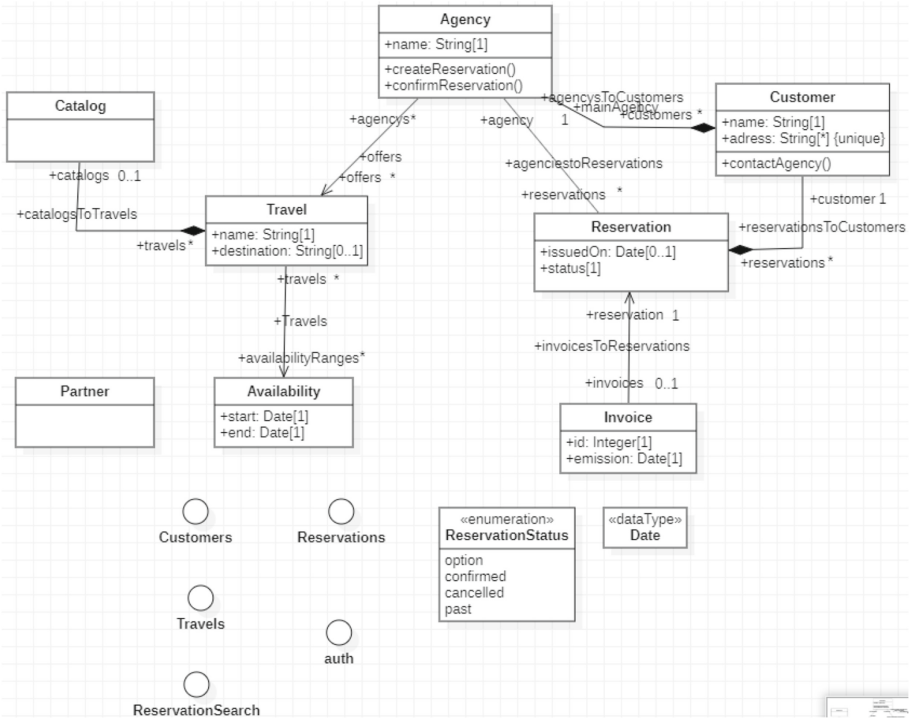 Agency
+name: String[1]
+createReservation()
+confirmReservation()
Catalog
Customer
+name: String[1]
+adress: String[*] {unique}
+contactAgency()
+agencysToCustomers
+mainAgency
1
+customers *
+agencys*
+agency
+offers
+offers *
+agenciestoReservations
+reservations *
+catalogs 0..1
+catalogsToTravels
+travels*
Travel
+name: String[1]
+destination: String[0..1]
Reservation
+issuedOn: Date[0..1]
+status[1]
+customer 1
+reservationsToCustomers
+reservations *
+travels *
+Travels
+availabilityRanges*
+reservation 1
+invoicesToReservations
+invoices 0..1
Partner
Availability
+start: Date[1]
+end: Date[1]
Invoice
+id: Integer[1]
+emission: Date[1]
Customers
Reservations
«enumeration»
ReservationStatus
option
confirmed
cancelled
past
«dataType»
Date
Travels
auth
ReservationSearch